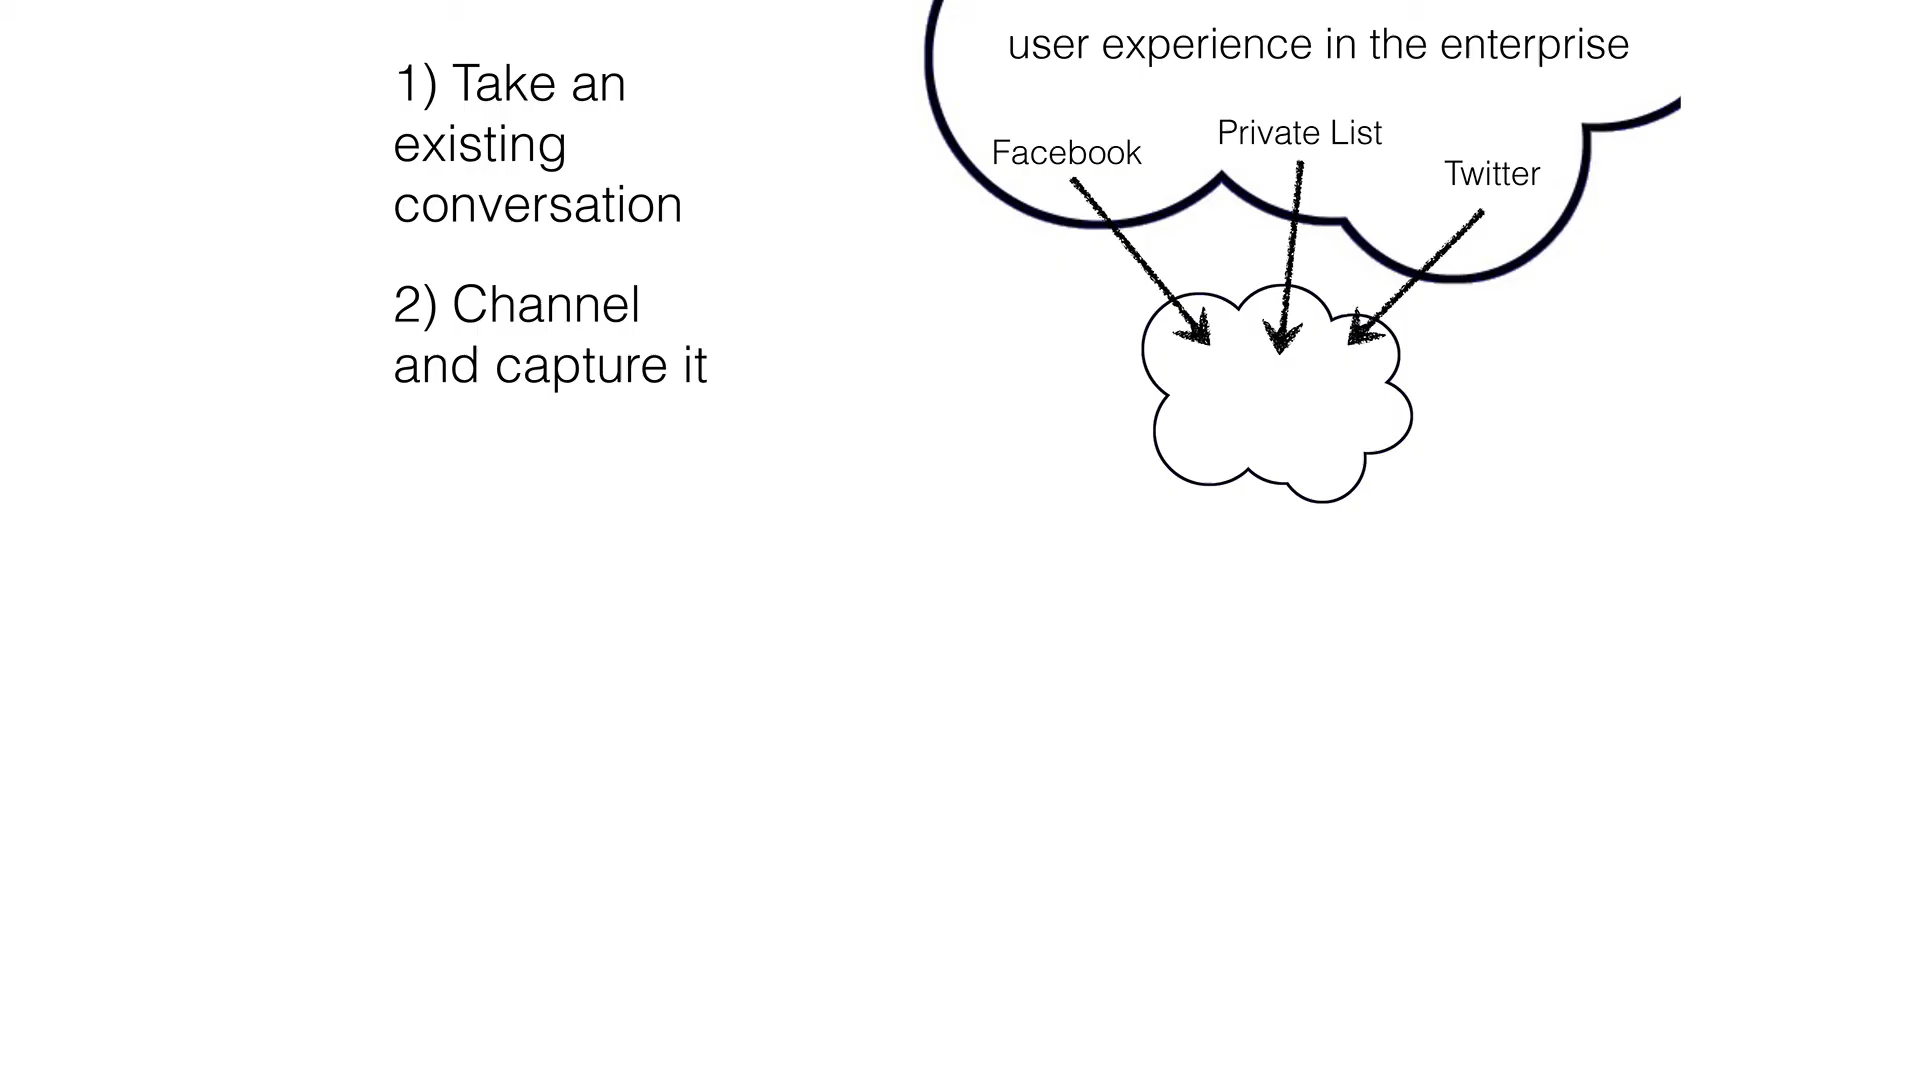 1) Take an
existing
conversation
2) Channel
and capture it
user experience in the enterprise
Facebook
Private List
Twitter